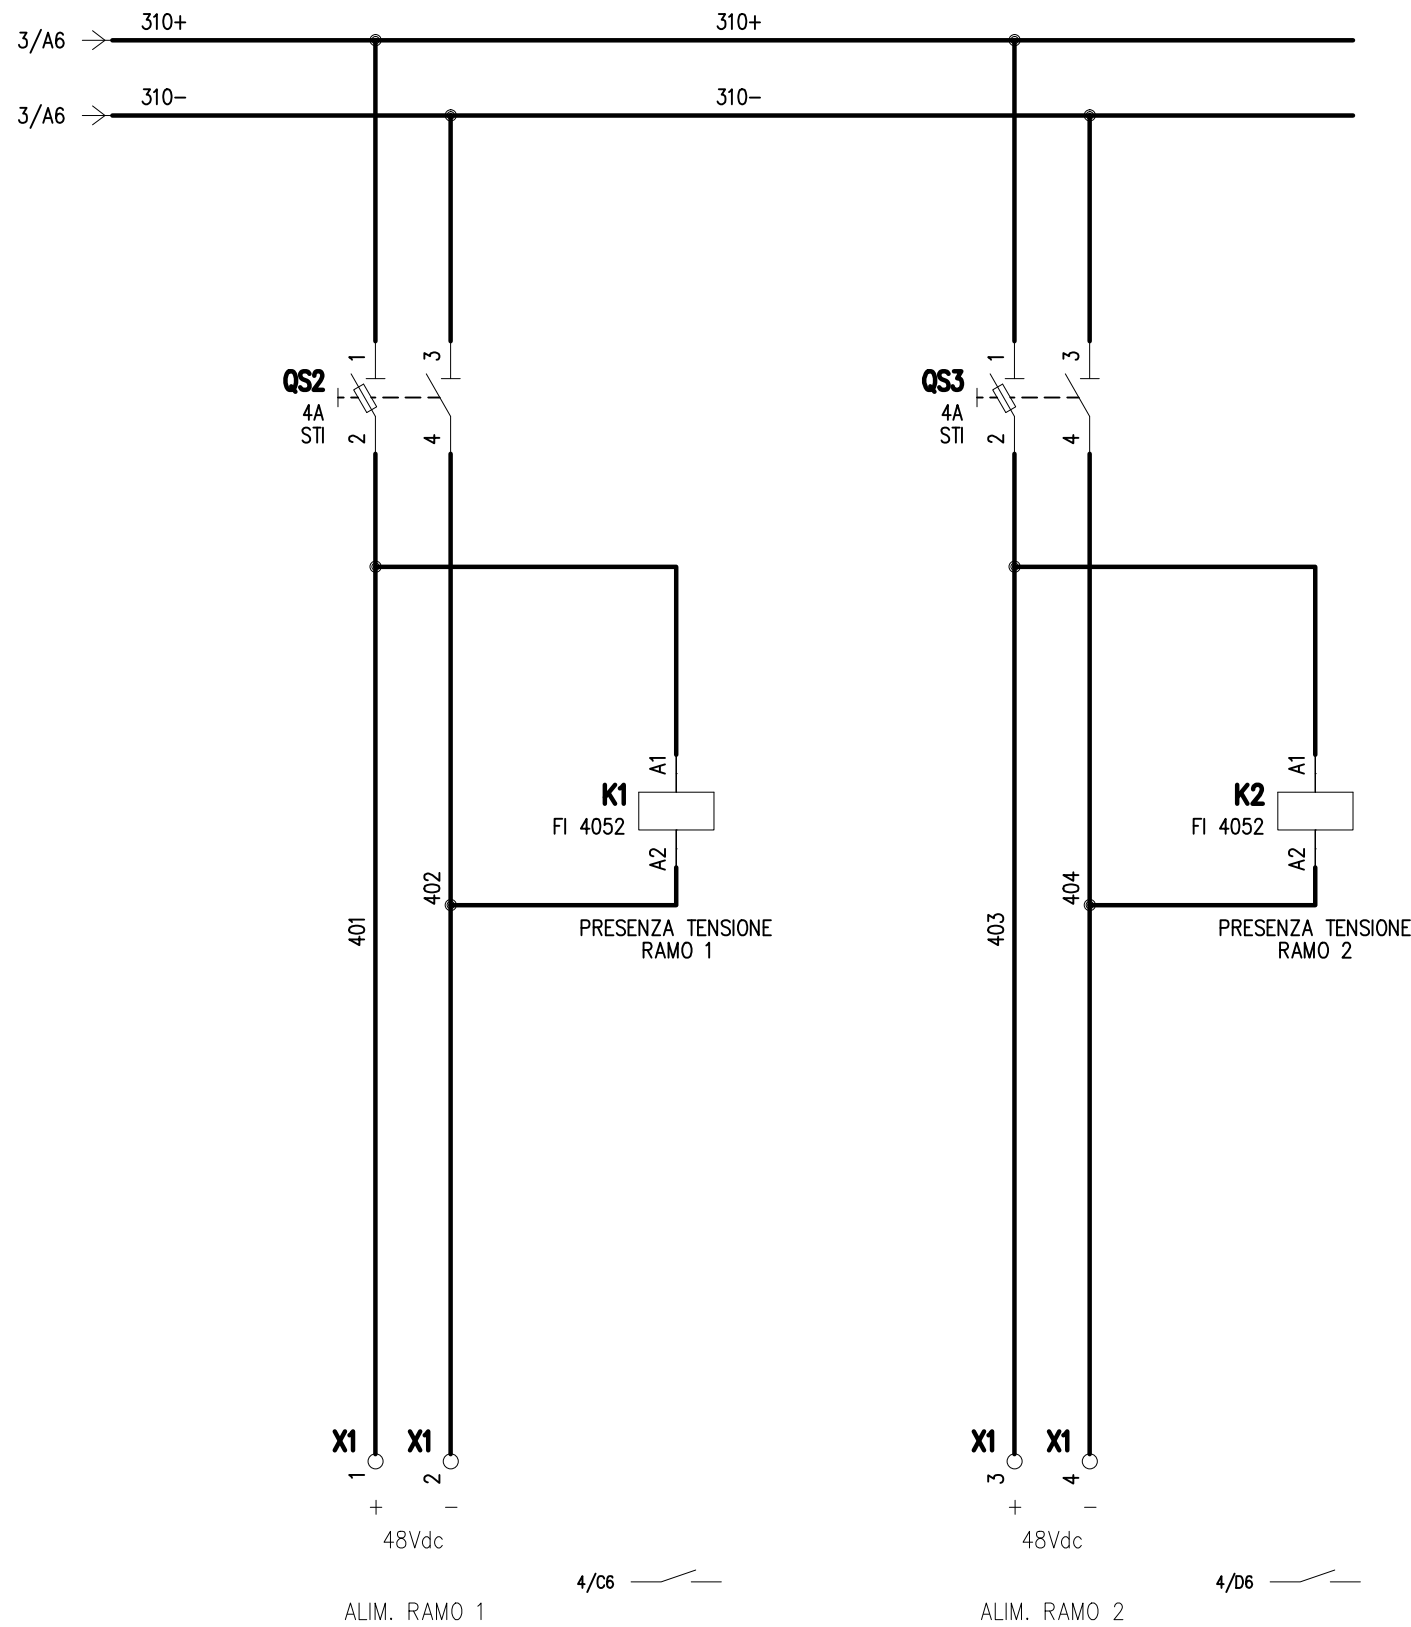 310+ 310+
3/A6
310- 310-
3/A6
1 3 1 3
QS2 QS3
4A 4A
STI STI
2 4 2 4
A1 A1
K1 K2
FI 4052 FI 4052
A2 A2
402 404
401 403
PRESENZA TENSIONE PRESENZA TENSIONE
RAMO 1 RAMO 2
X1 X1 X1 X1
1 2 3 4
+ - + -
48Vdc 48Vdc
4/C6 4/D6
ALIM. RAMO 1 ALIM. RAMO 2